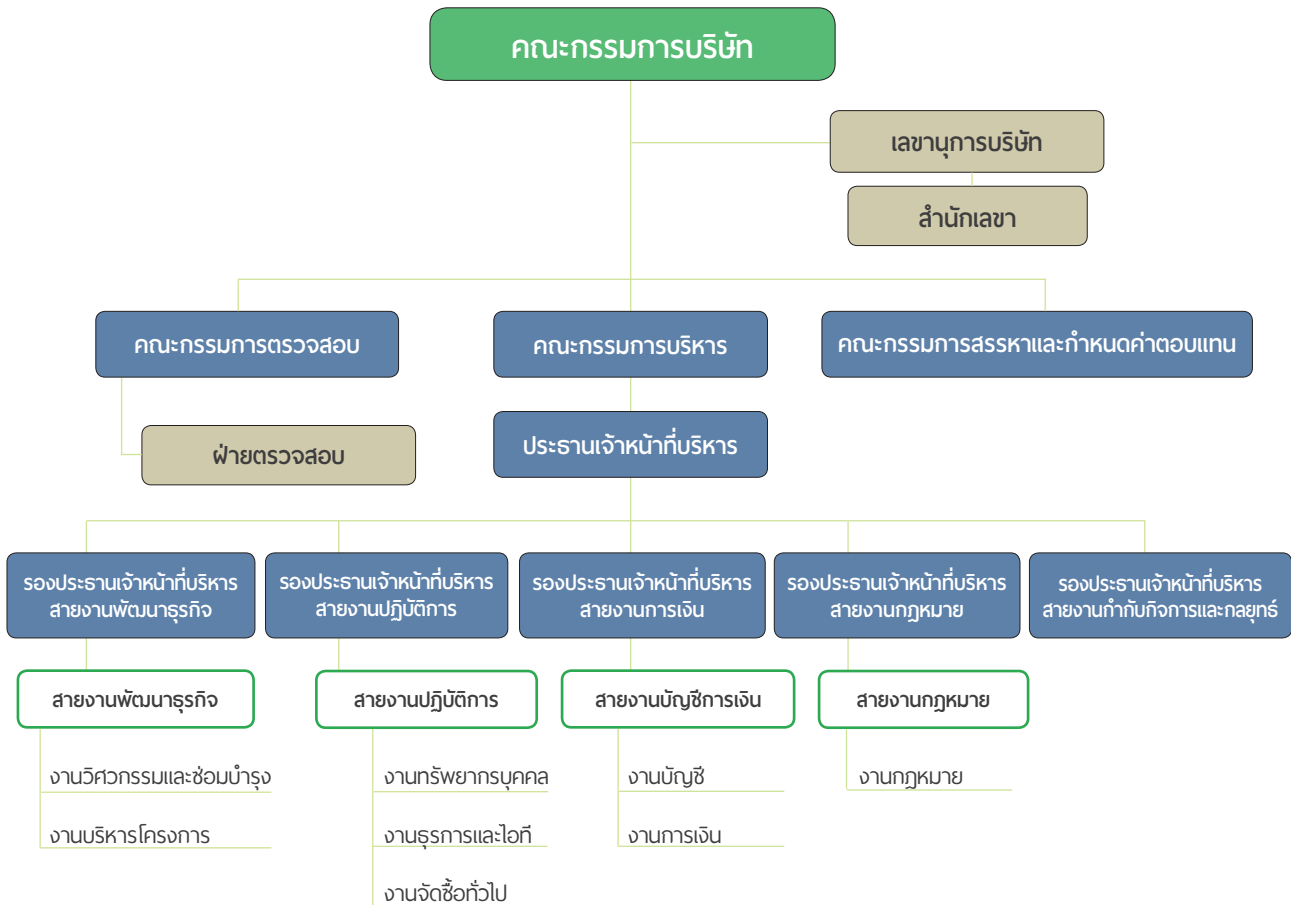 คณะกรรมการบริษัท
เลขานุการบริษัท
สำนักเลขา
คณะกรรมการตรวจสอบ
คณะกรรมการบริหาร
คณะกรรมการสรรหาและกำหนดค่าตอบแทน
ฝ่ายตรวจสอบ
ประธานเจ้าหน้าที่บริหาร
รองประธานเจ้าหน้าที่บริหาร
สายงานพัฒนาธุรกิจ
รองประธานเจ้าหน้าที่บริหาร
สายงานปฏิบัติการ
รองประธานเจ้าหน้าที่บริหาร
สายงานการเงิน
รองประธานเจ้าหน้าที่บริหาร
สายงานกฎหมาย
รองประธานเจ้าหน้าที่บริหาร
สายงานกำกับกิจการและกลยุทธ์
สายงานพัฒนาธุรกิจ
งานวิศวกรรมและซ่อมบำรุง
งานบริหารโครงการ
สายงานปฏิบัติการ
งานทรัพยากรบุคคล
งานธุรการและไอที
งานจัดซื้อทั่วไป
สายงานบัญชีการเงิน
งานบัญชี
งานการเงิน
สายงานกฎหมาย
งานกฎหมาย